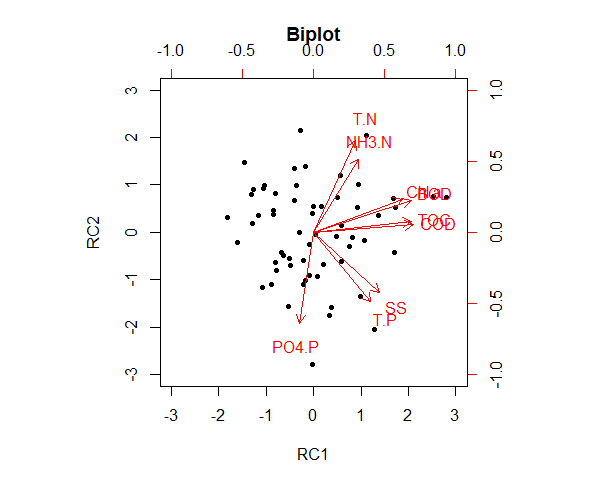 Biplot
-1.0 -0.5 0.0 0.5 1.0
3 1.0
T.N
2
NH3.N
0.5
1 Chl.a BOD
RC2
0 TOC 0.0
COD
-1
-0.5
SS
-2 T.P
PO4.P
-3 -1.0
-3 -2 -1 0 1 2 3
RC1